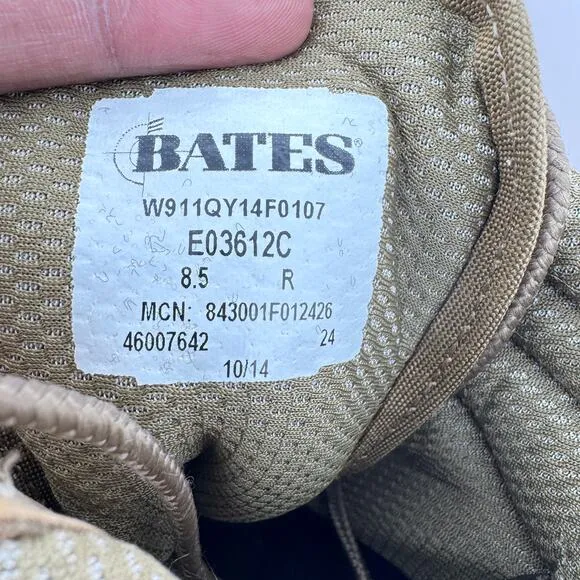 BATES®
W911QY14F0107
E03612C
8.5 R
MCN: 843001F012426
46007642 24
10/14